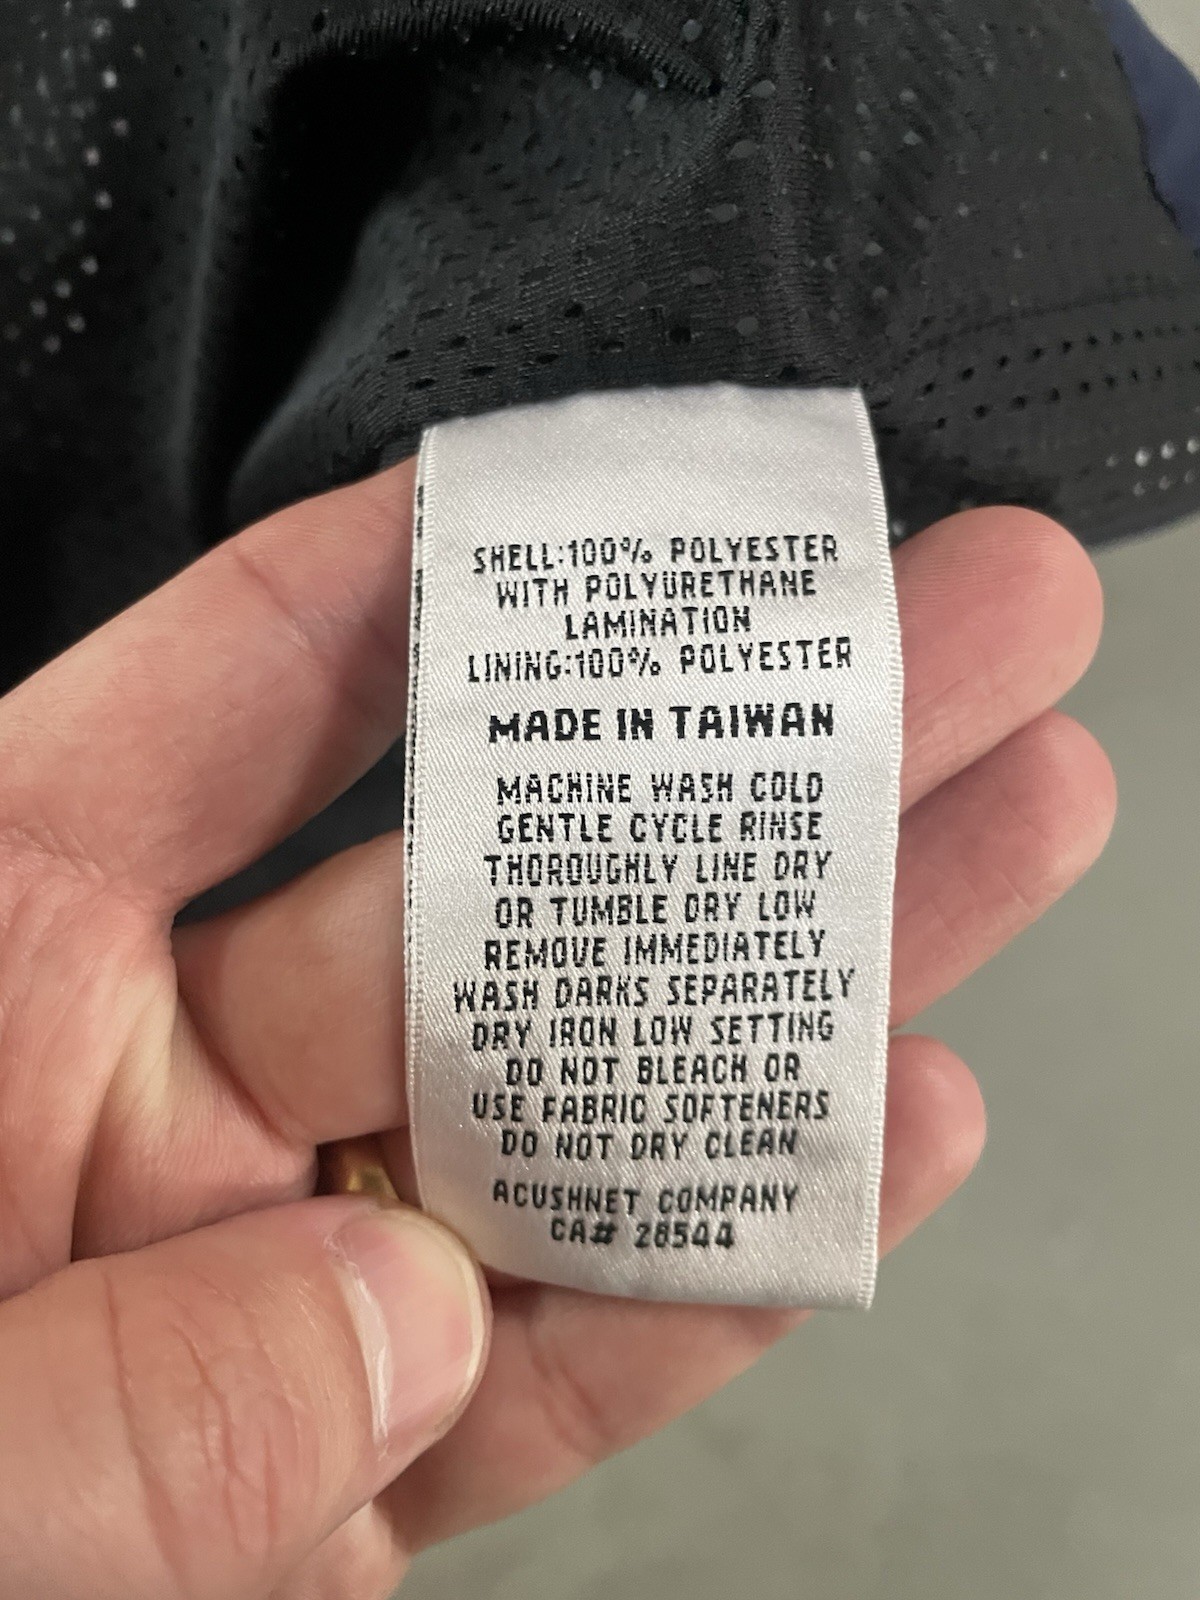 SHELL:100% POLYESTER
WITH POLYURETHANE
LAMINATION
LINING:100% POLYESTER
MADE IN TAIWAN
MACHINE WASH COLD
GENTLE CYCLE RINSE
THOROUGHLY LINE DRY
OR TUMBLE DRY LOW
REMOVE IMMEDIATELY
WASH DARKS SEPARATELY
DRY IRON LOW SETTING
DO NOT BLEACH OR
USE FABRIC SOFTENERS
DO NOT DRY CLEAN
ACUSHNET COMPANY
CA# 28544